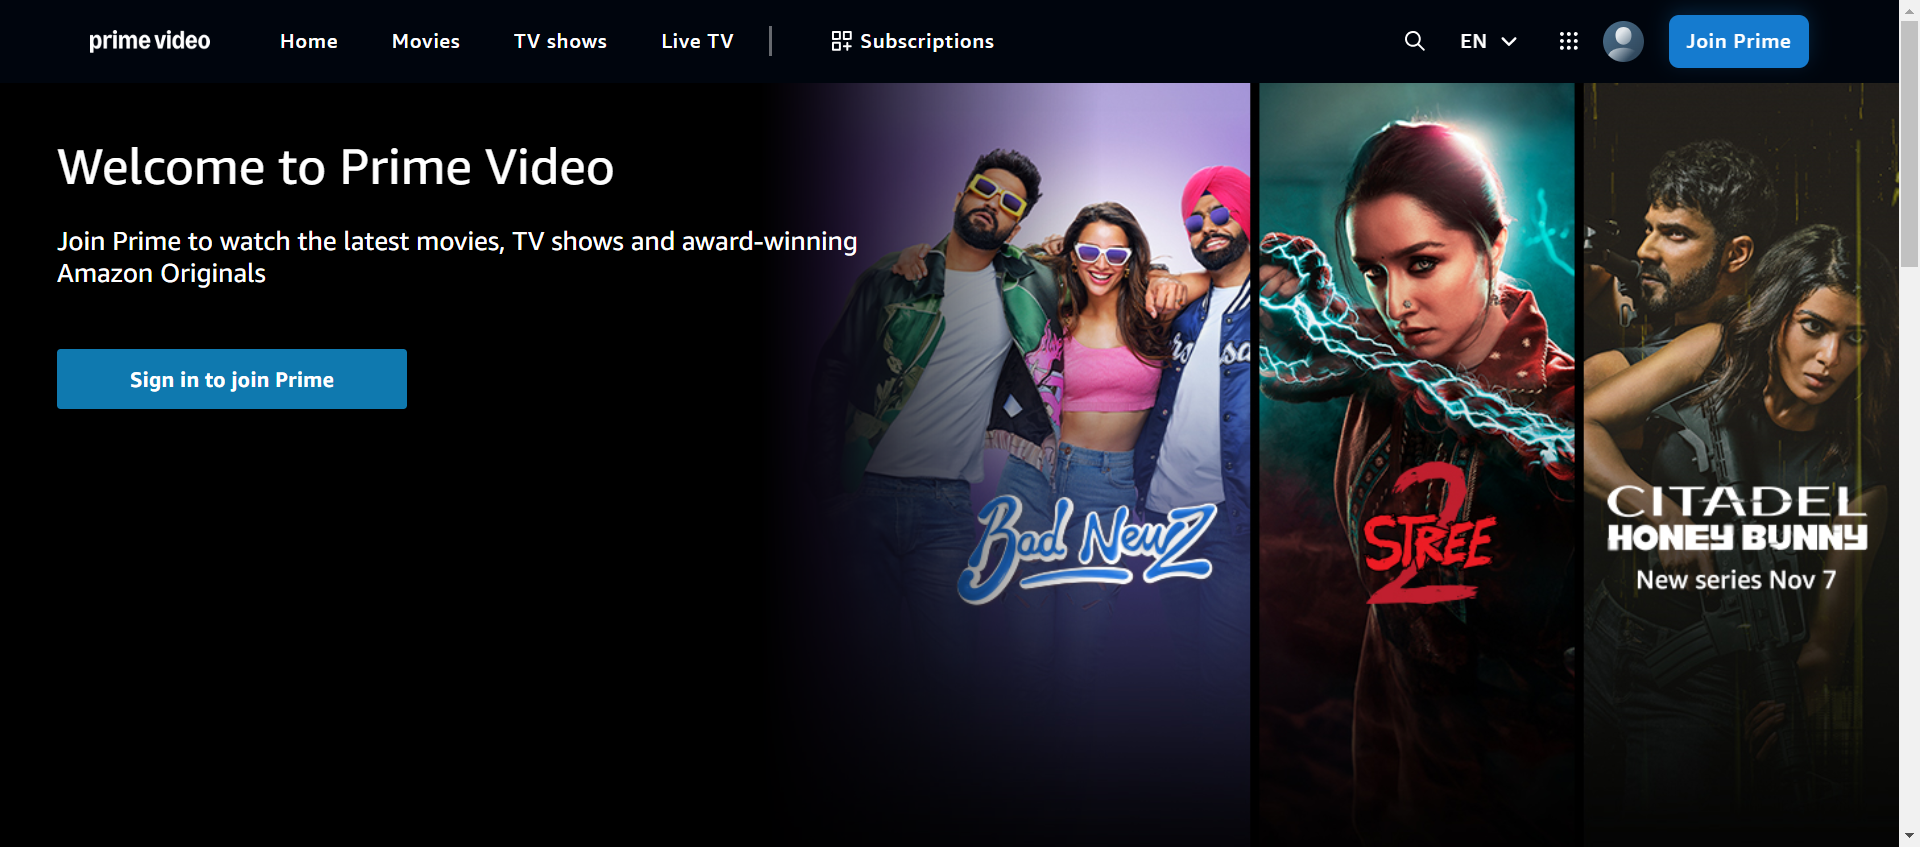 prime video
Home
Movies
TV shows
Live TV
Subscriptions
EN
Join Prime
Welcome to Prime Video
Join Prime to watch the latest movies, TV shows and award-winning
Amazon Originals
Sign in to join Prime
Bad Newz
STREE
2
CITADEL
HONEY BUNNY
New series Nov 7